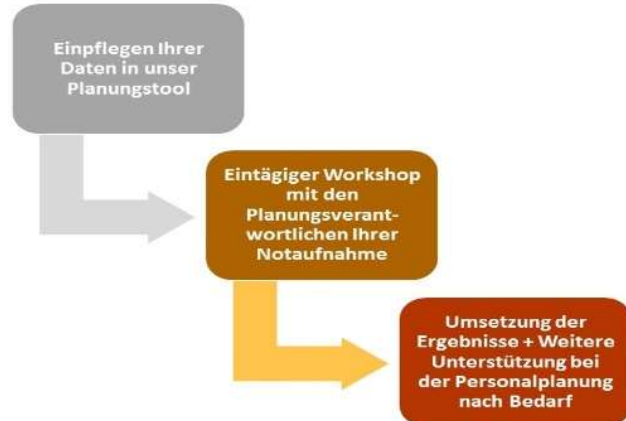 Einpflegen Ihrer
Daten in unser
Planungstool
Eintägiger Workshop
mit den
Planungsverant-
wortlichen Ihrer
Notaufnahme
Umsetzung der
Ergebnisse + Weitere
Unterstützung bei
der Personalplanung
nach Bedarf